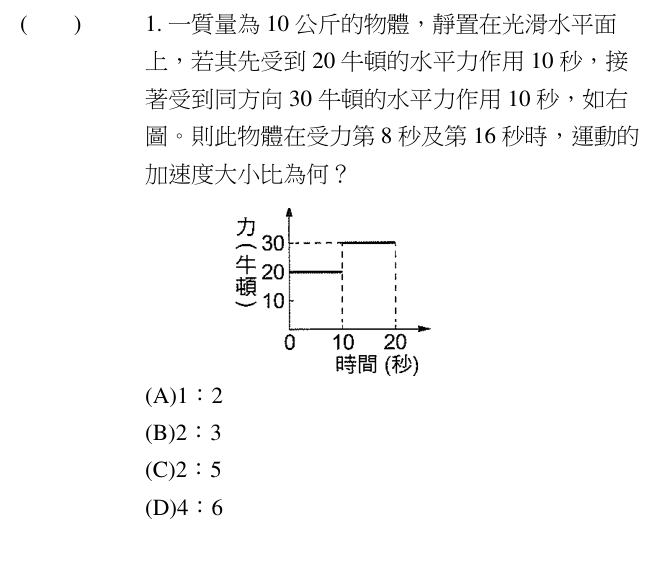 (　　) 1. 一質量為 10 公斤的物體，靜置在光滑水平面
上，若其先受到 20 牛頓的水平力作用 10 秒，接
著受到同方向 30 牛頓的水平力作用 10 秒，如右
圖。則此物體在受力第 8 秒及第 16 秒時，運動的
加速度大小比為何？
力(牛頓)
30
20
10
0 10 20
時間 (秒)
(A)1：2
(B)2：3
(C)2：5
(D)4：6